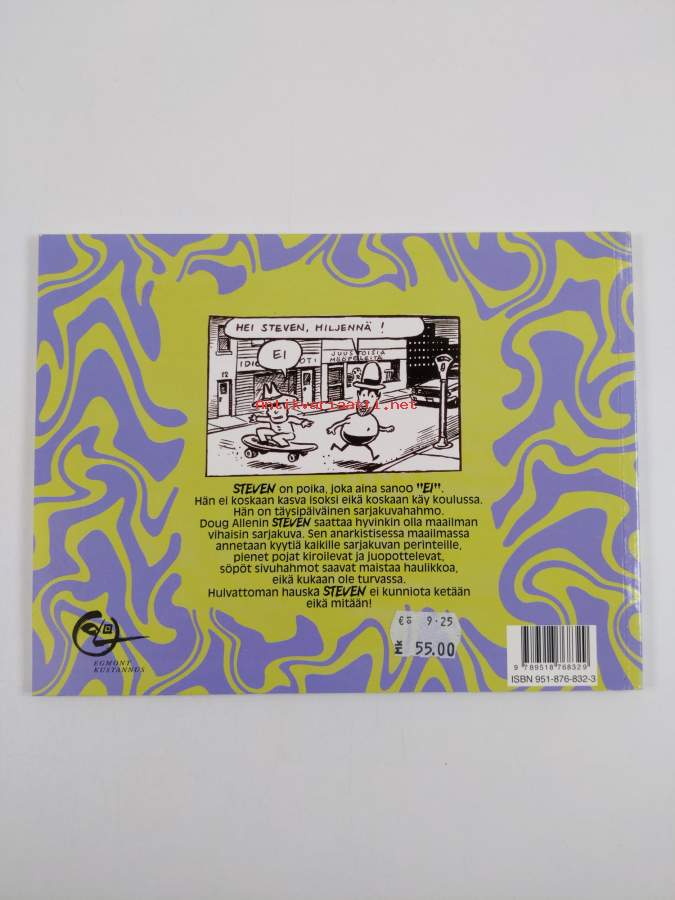 HEI STEVEN, HILJENNÄ !
EI
JUUSTOISIA
12
Antikvariaatti.net
STEVEN on poika, joka aina sanoo "EI".
Hän ei koskaan kasva isoksi eikä koskaan käy koulussa.
Hän on täysipäiväinen sarjakuvahahmo.
Doug Allenin STEVEN saattaa hyvinkin olla maailman
vihaisin sarjakuva. Sen anarkistisessa maailmassa
annetaan kyytiä kaikille sarjakuvan perinteille,
pienet pojat kiroilevat ja juopottelevat,
söpöt sivuhahmot saavat maistaa haulikkoa,
eikä kukaan ole turvassa.
Hulvattoman hauska STEVEN ei kunniota ketään
eikä mitään!
EGMONT
KUSTANNUS
€ 9.25
Mk 55.00
9 789518 768329
ISBN 951-876-832-3